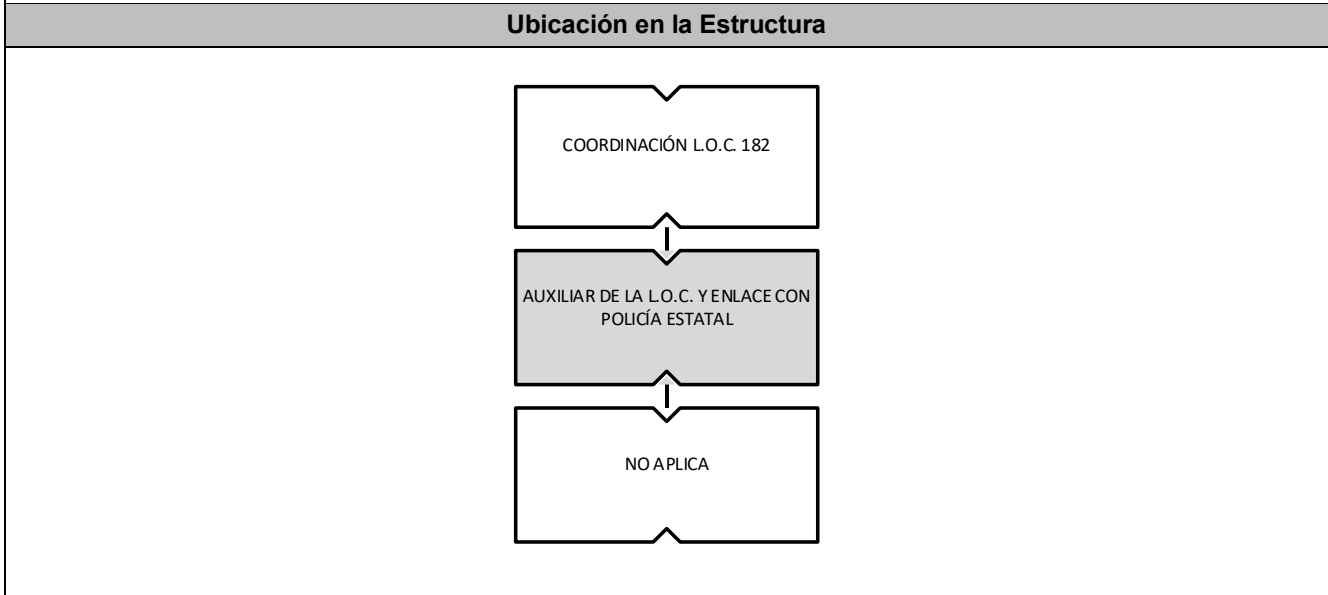 Ubicación en la Estructura
COORDINACIÓN L.O.C. 182
AUXILIAR DE LA L.O.C. Y ENLACE CON
POLICÍA ESTATAL
NO APLICA